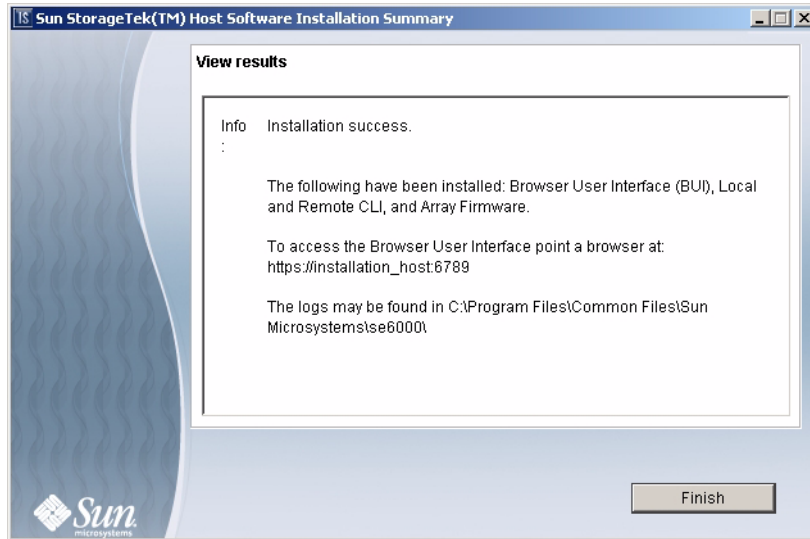 Sun StorageTek(TM) Host Software Installation Summary
View results
Info
:
Installation success.
The following have been installed: Browser User Interface (BUI), Local
and Remote CLI, and Array Firmware.
To access the Browser User Interface point a browser at:
https://installation_host:6789
The logs may be found in C:\Program Files\Common Files\Sun
Microsystems\se6000\
Sun
microsystems
Finish